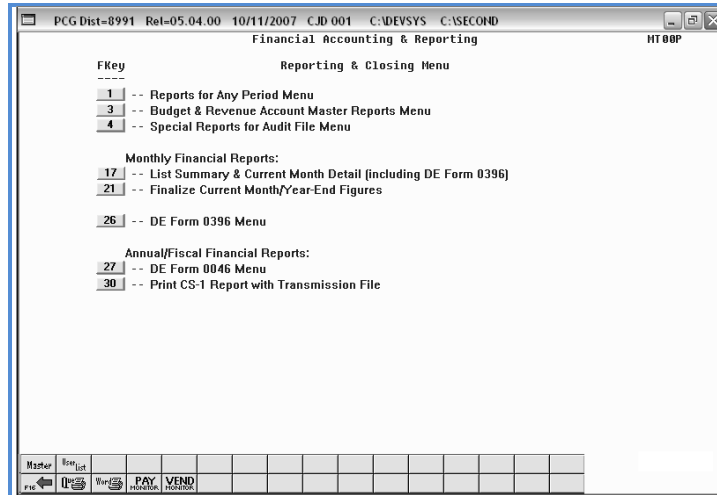 PCG Dist=8991 Rel=05.04.00 10/11/2007 CJD 001 C:\DEVSYS C:\SECOND
Financial Accounting & Reporting MT00P
FKey Reporting & Closing Menu
----
1 -- Reports for Any Period Menu
3 -- Budget & Revenue Account Master Reports Menu
4 -- Special Reports for Audit File Menu
Monthly Financial Reports:
17 -- List Summary & Current Month Detail (including DE Form 0396)
21 -- Finalize Current Month/Year-End Figures
26 -- DE Form 0396 Menu
Annual/Fiscal Financial Reports:
27 -- DE Form 0046 Menu
30 -- Print CS-1 Report with Transmission File
Master User List
F16 Que Word PAY MONITOR VEND MONITOR